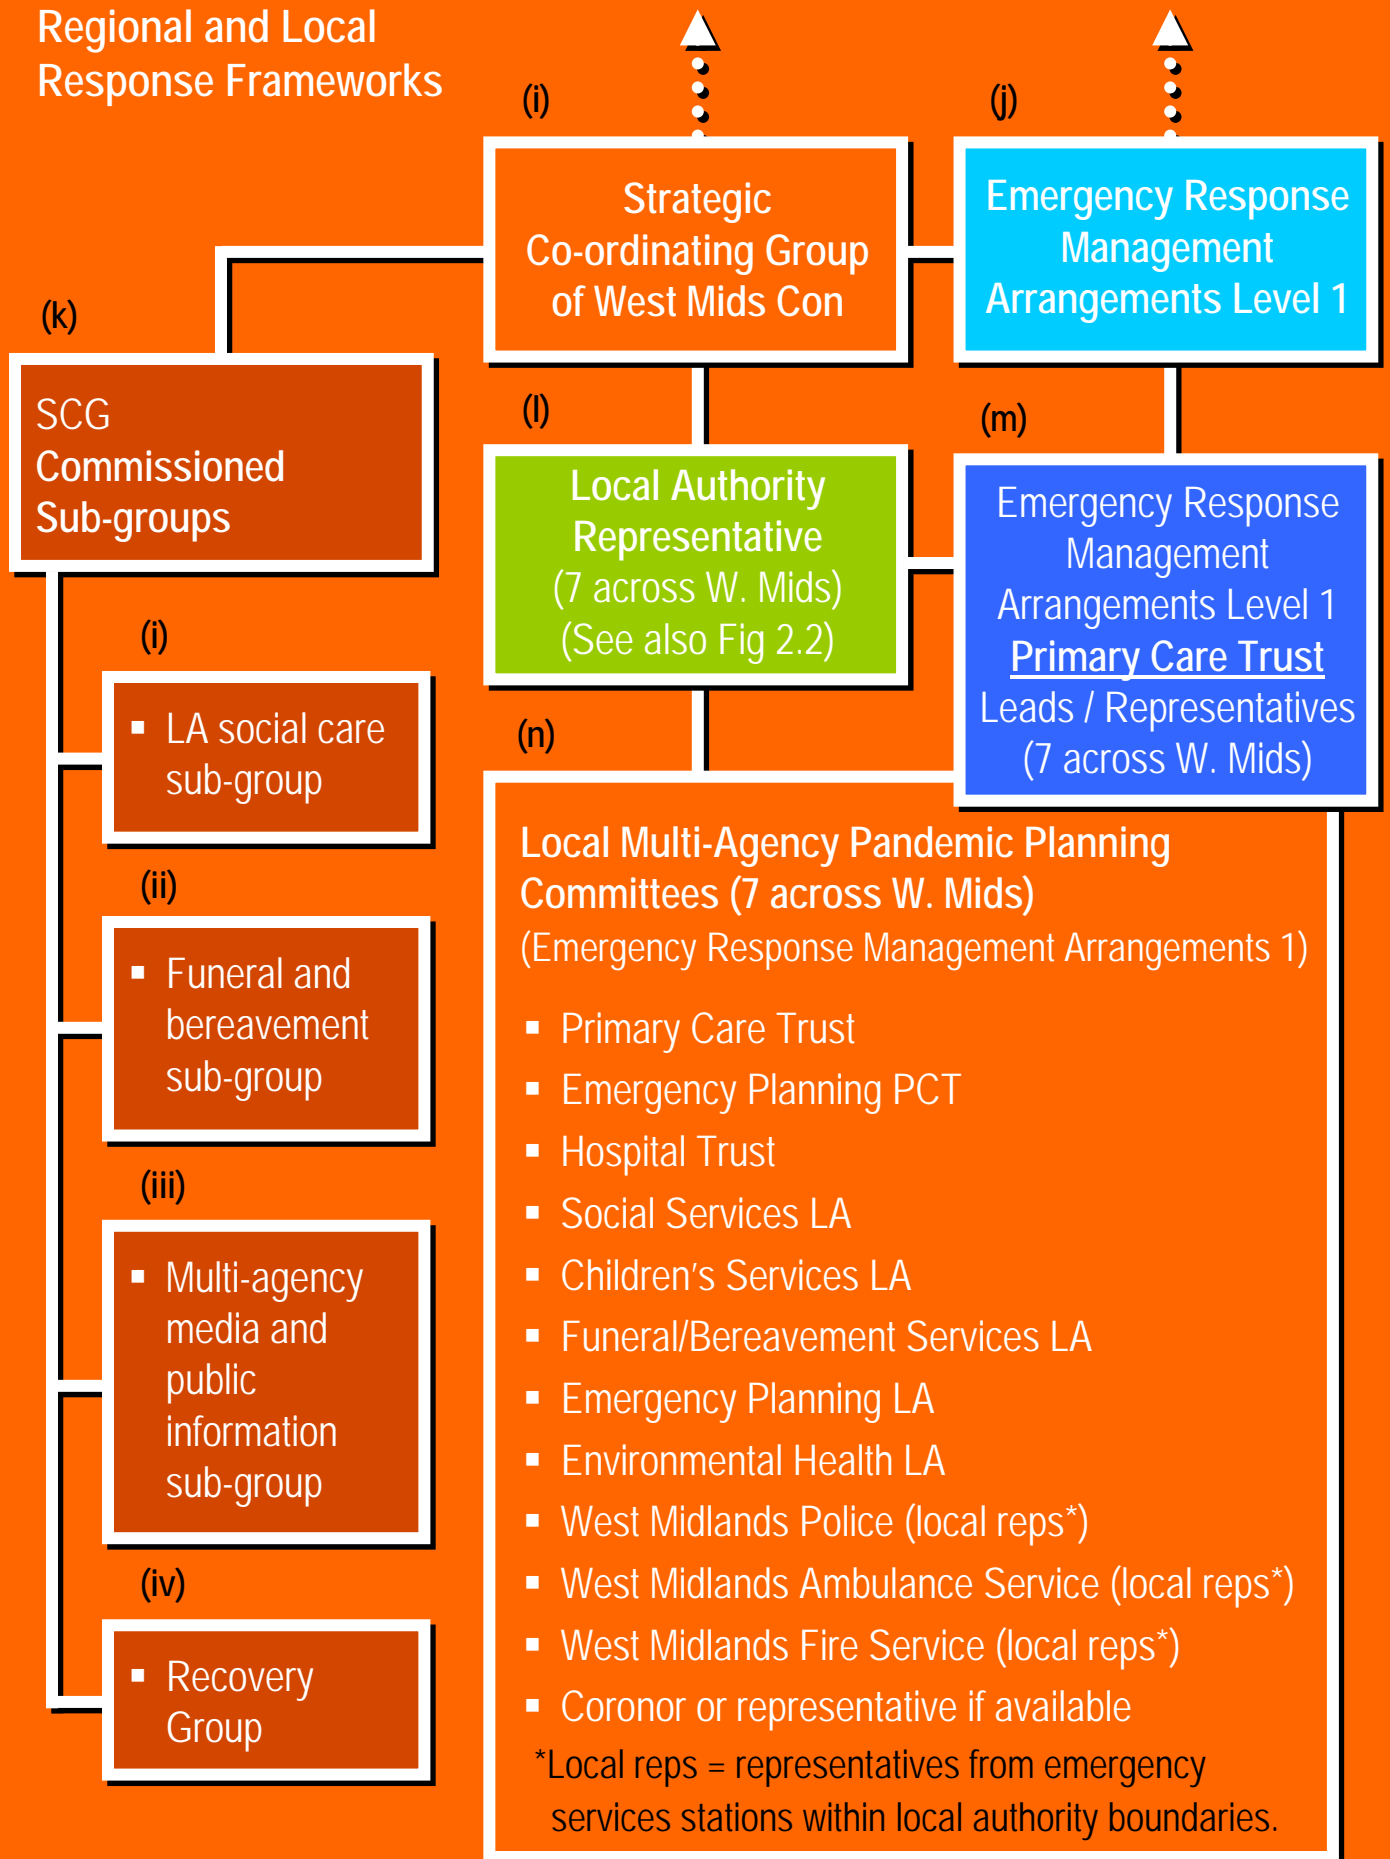 Regional and Local
Response Frameworks
(i)
Strategic
Co-ordinating Group
of West Mids Con
(j)
Emergency Response
Management
Arrangements Level 1
(k)
SCG
Commissioned
Sub-groups
(l)
Local Authority
Representative
(7 across W. Mids)
(See also Fig 2.2)
(m)
Emergency Response
Management
Arrangements Level 1
Primary Care Trust
Leads / Representatives
(7 across W. Mids)
(i)
▪ LA social care
sub-group
(ii)
▪ Funeral and
bereavement
sub-group
(iii)
▪ Multi-agency
media and
public
information
sub-group
(iv)
▪ Recovery
Group
(n)
Local Multi-Agency Pandemic Planning
Committees (7 across W. Mids)
(Emergency Response Management Arrangements 1)
▪ Primary Care Trust
▪ Emergency Planning PCT
▪ Hospital Trust
▪ Social Services LA
▪ Children’s Services LA
▪ Funeral/Bereavement Services LA
▪ Emergency Planning LA
▪ Environmental Health LA
▪ West Midlands Police (local reps*)
▪ West Midlands Ambulance Service (local reps*)
▪ West Midlands Fire Service (local reps*)
▪ Coronor or representative if available
*Local reps = representatives from emergency
services stations within local authority boundaries.